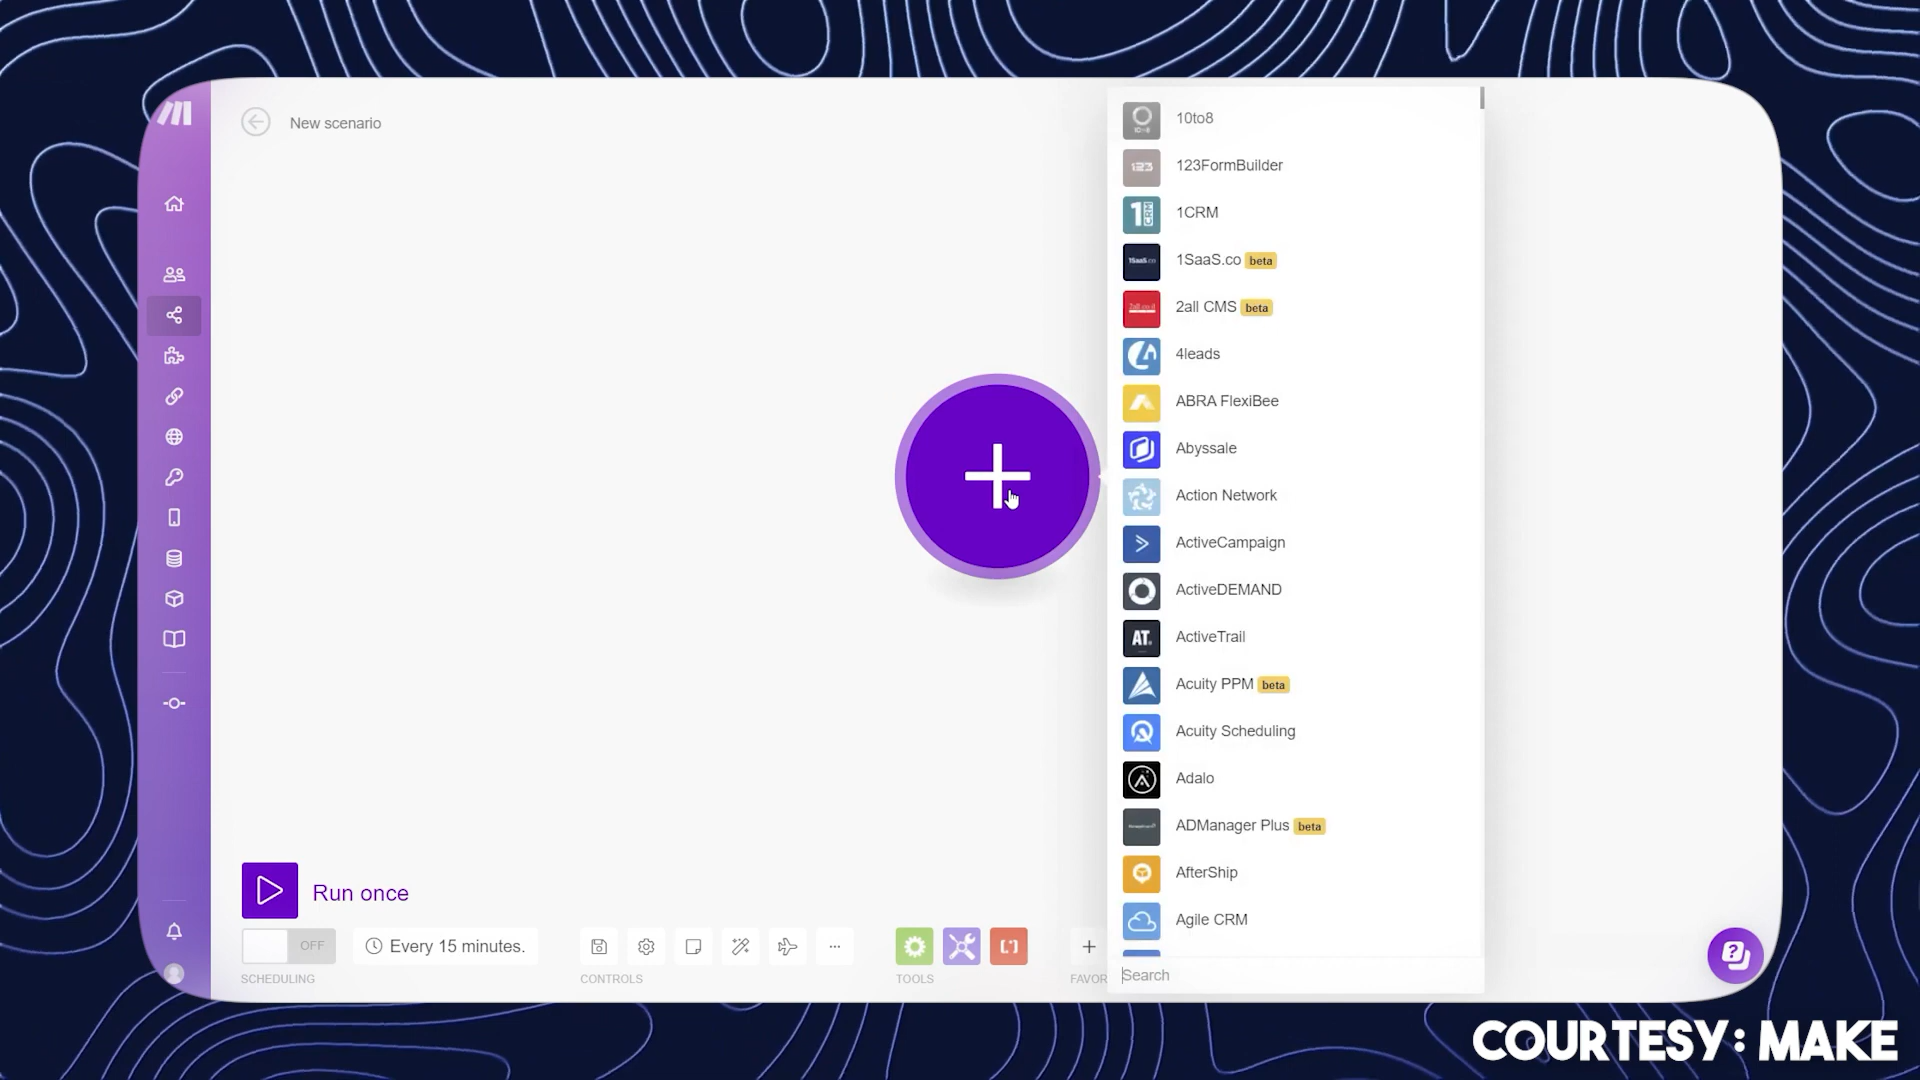 New scenario
10to8
123FormBuilder
1CRM
1SaaS.co beta
2all CMS beta
4leads
ABRA FlexiBee
Abyssale
Action Network
ActiveCampaign
ActiveDEMAND
AT. ActiveTrail
Acuity PPM beta
Acuity Scheduling
Adalo
ADManager Plus beta
AfterShip
Agile CRM
Search
Run once
OFF
Every 15 minutes.
SCHEDULING
CONTROLS
TOOLS
FAVOR
COURTESY: MAKE